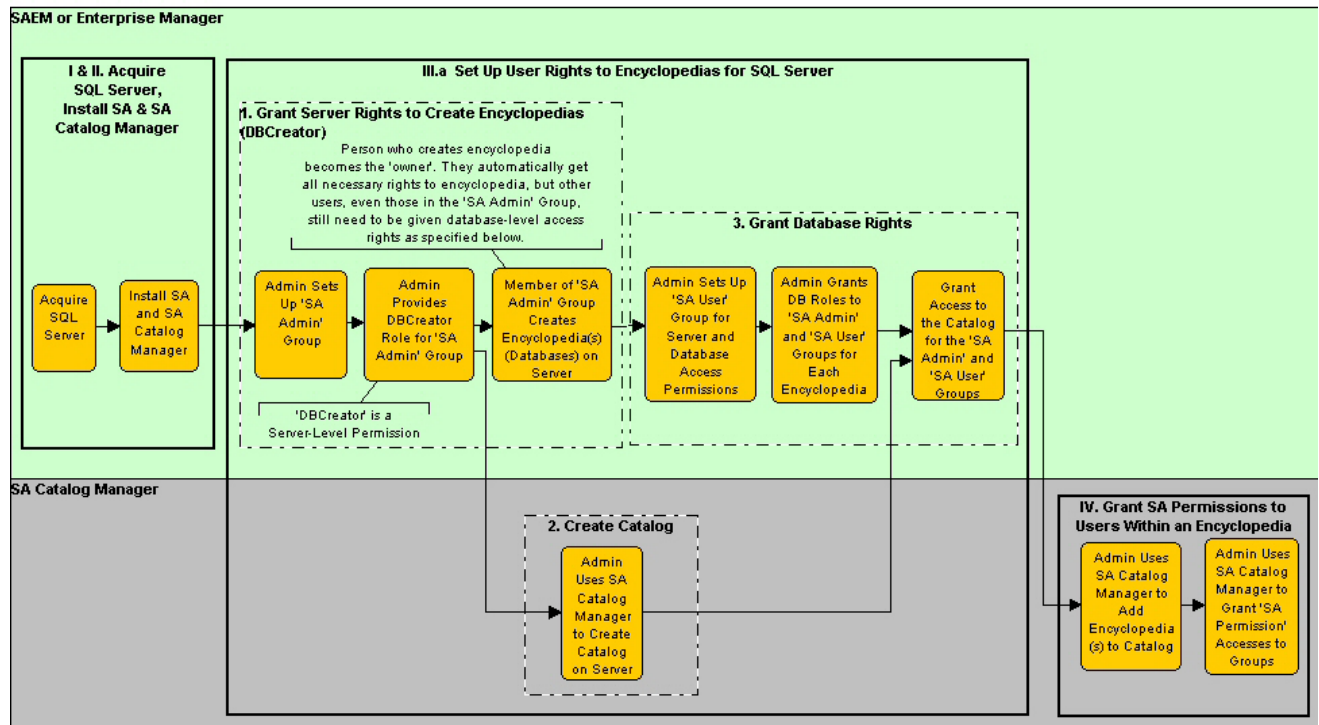 SAEM or Enterprise Manager
I & II. Acquire
SQL Server,
Install SA & SA
Catalog Manager
Acquire
SQL
Server
Install SA
and SA
Catalog
Manager
III.a Set Up User Rights to Encyclopedias for SQL Server
1. Grant Server Rights to Create Encyclopedias
(DBCreator)
Person who creates encyclopedia
becomes the 'owner'. They automatically get
all necessary rights to encyclopedia, but other
users, even those in the 'SA Admin' Group,
still need to be given database-level access
rights as specified below.
Admin Sets
Up 'SA
Admin'
Group
Admin
Provides
DBCreator
Role for 'SA
Admin' Group
Member of 'SA
Admin' Group
Creates
Encyclopedia(s)
(Databases) on
Server
'DBCreator' is a
Server-Level Permission
3. Grant Database Rights
Admin Sets Up
'SA User'
Group for
Server and
Database
Access
Permissions
Admin Grants
DB Roles to
'SA Admin'
and 'SA User'
Groups for
Each
Encyclopedia
Grant
Access to
the Catalog
for the 'SA
Admin' and
'SA User'
Groups
SA Catalog Manager
2. Create Catalog
Admin
Uses SA
Catalog
Manager
to Create
Catalog
on Server
IV. Grant SA Permissions to
Users Within an Encyclopedia
Admin Uses
SA Catalog
Manager to
Add
Encyclopedia
(s) to Catalog
Admin Uses
SA Catalog
Manager to
Grant 'SA
Permission'
Accesses to
Groups